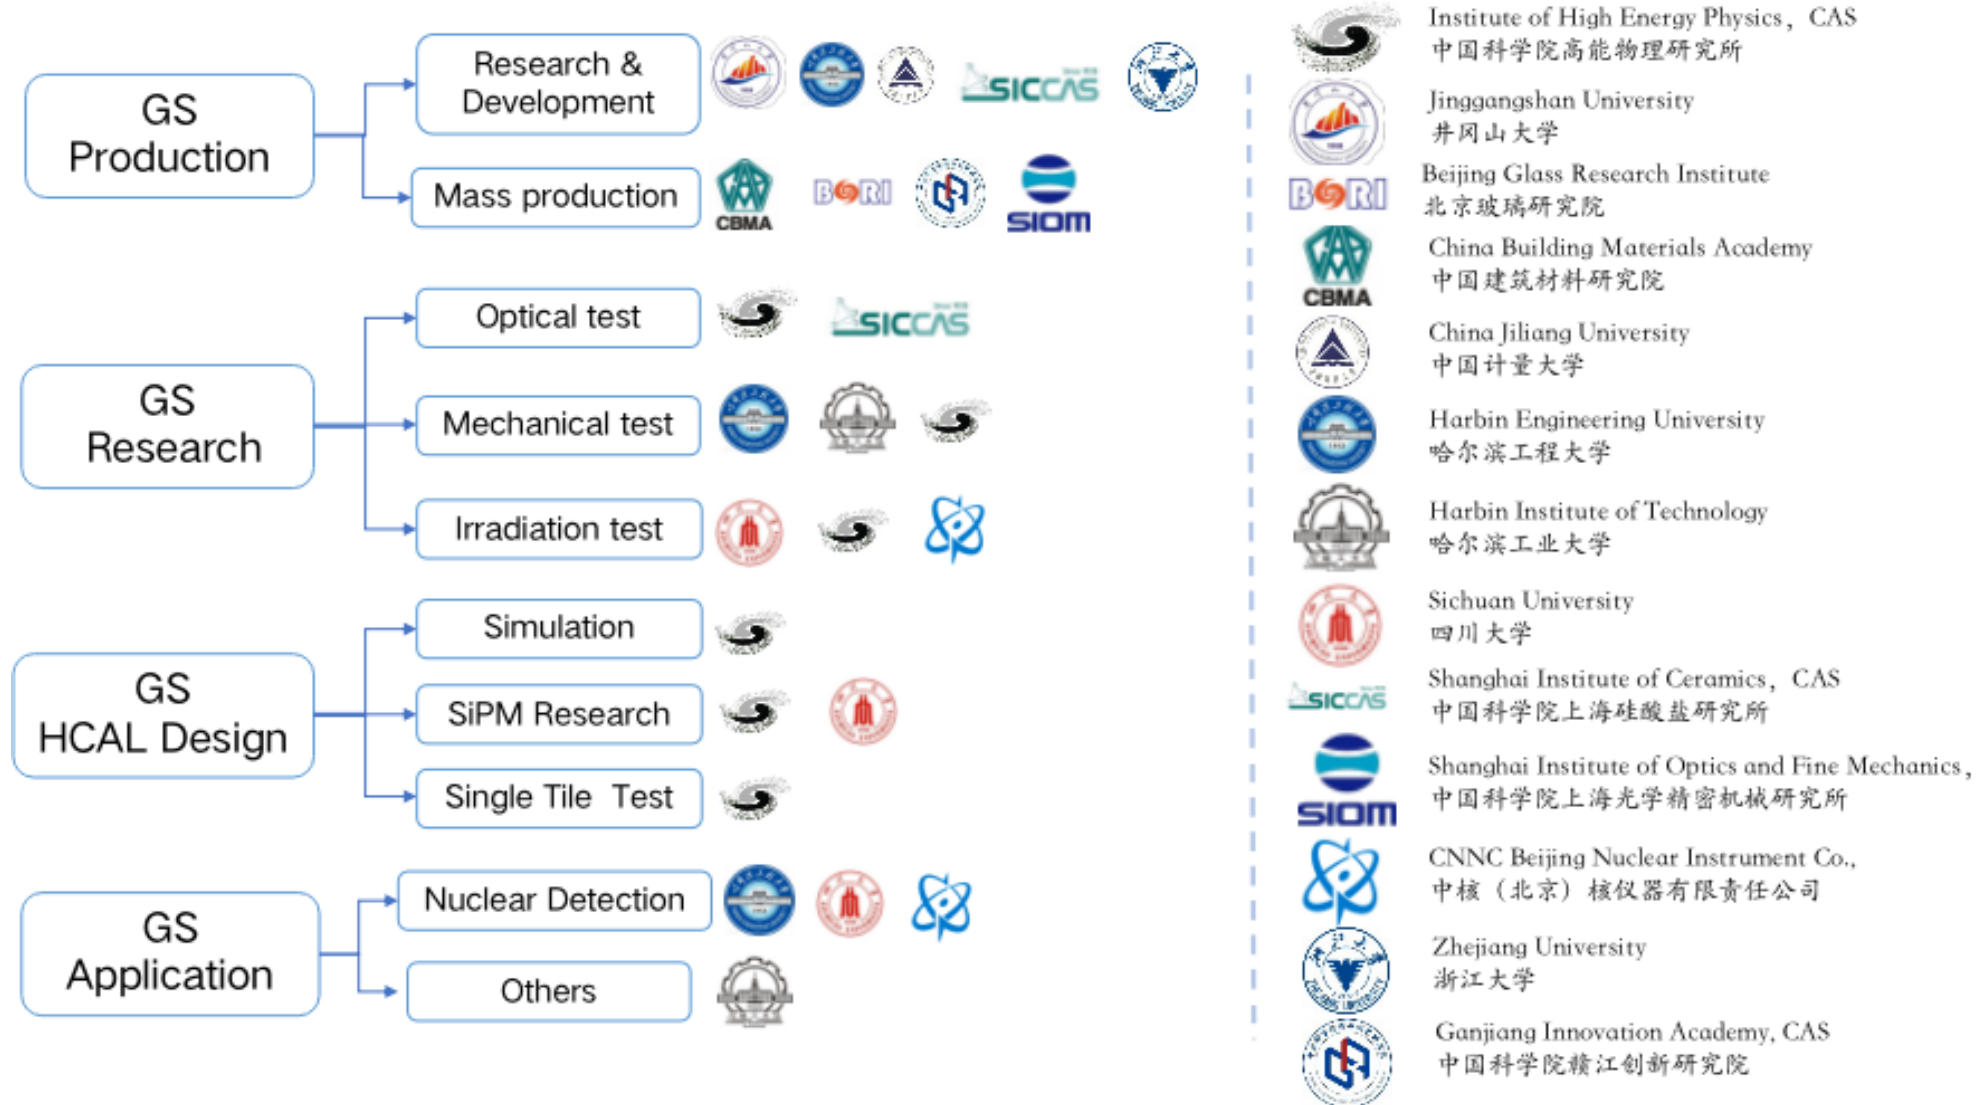 GS
Production
Research &
Development
SICCAS
Mass production
CBMA
BGRI
SIOM
GS
Research
Optical test
SICCAS
Mechanical test
Irradiation test
GS
HCAL Design
Simulation
SiPM Research
Single Tile Test
GS
Application
Nuclear Detection
Others
Institute of High Energy Physics, CAS
中国科学院高能物理研究所
Jinggangshan University
井冈山大学
BGRI
Beijing Glass Research Institute
北京玻璃研究院
CBMA
China Building Materials Academy
中国建筑材料研究院
China Jiliang University
中国计量大学
Harbin Engineering University
哈尔滨工程大学
Harbin Institute of Technology
哈尔滨工业大学
Sichuan University
四川大学
SICCAS
Shanghai Institute of Ceramics, CAS
中国科学院上海硅酸盐研究所
SIOM
Shanghai Institute of Optics and Fine Mechanics,
中国科学院上海光学精密机械研究所
CNNC Beijing Nuclear Instrument Co.,
中核（北京）核仪器有限责任公司
Zhejiang University
浙江大学
Ganjiang Innovation Academy, CAS
中国科学院赣江创新研究院